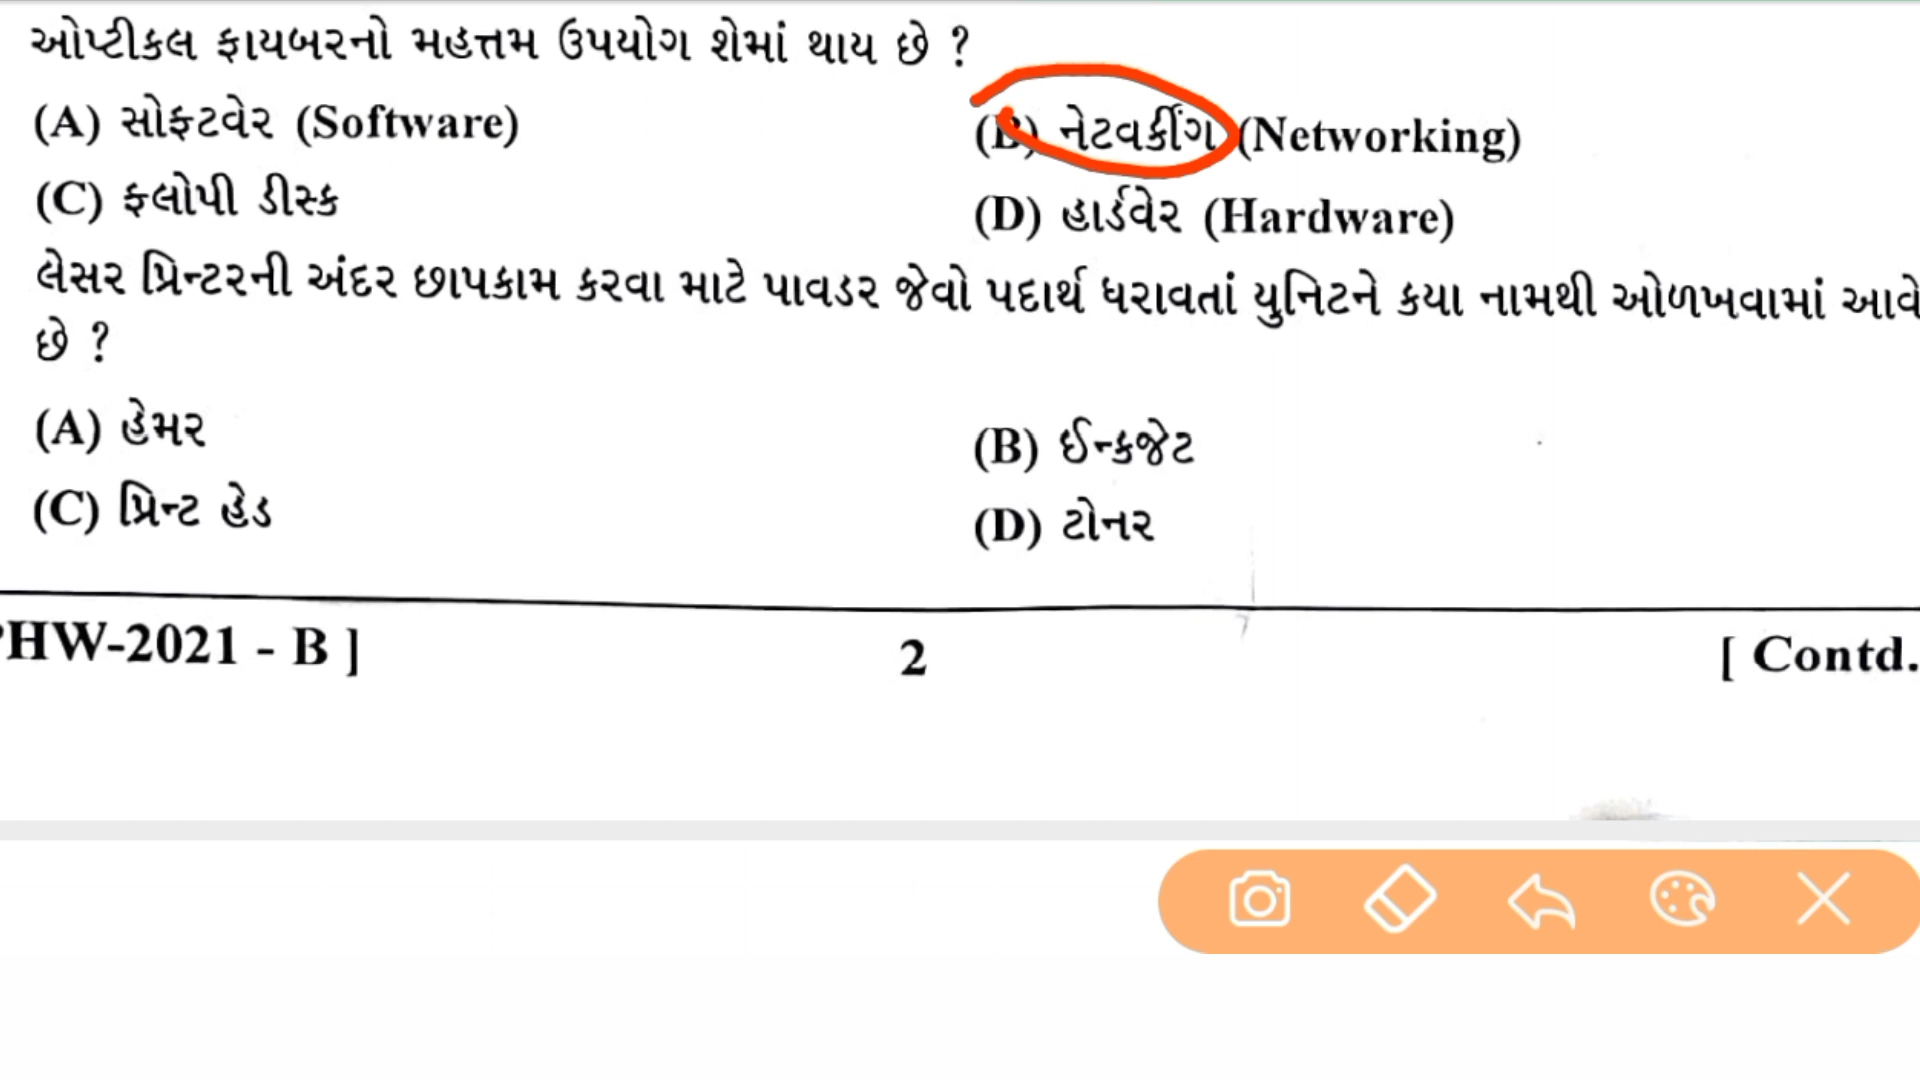 ઓપ્ટીકલ ફાયબરનો મહત્તમ ઉપયોગ શેમાં થાય છે ?
(A) સોફ્ટવેર (Software)
(B) નેટવર્કીંગ (Networking)
(C) ફ્લોપી ડીસ્ક
(D) હાર્ડવેર (Hardware)
લેસર પ્રિન્ટરની અંદર છાપકામ કરવા માટે પાવડર જેવો પદાર્થ ધરાવતાં યુનિટને કયા નામથી ઓળખવામાં આવે
છે ?
(A) હેમર
(B) ઈન્કજેટ
(C) પ્રિન્ટ હેડ
(D) ટોનર
HW-2021 - B ]
2
[ Contd.